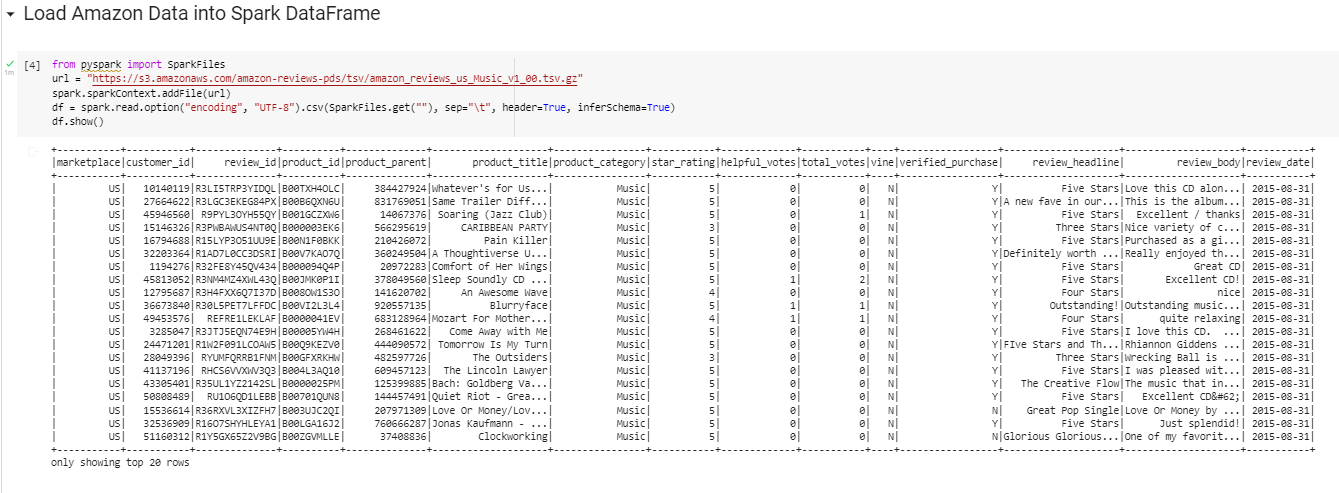 Load Amazon Data into Spark DataFrame
[4] from pyspark import SparkFiles
1m url = "https://s3.amazonaws.com/amazon-reviews-pds/tsv/amazon_reviews_us_Music_v1_00.tsv.gz"
spark.sparkContext.addFile(url)
df = spark.read.option("encoding", "UTF-8").csv(SparkFiles.get(""), sep="\t", header=True, inferSchema=True)
df.show()
+-----------+-----------+--------------+----------+--------------+--------------------+----------------+-----------+-------------+-----------+----+-----------------+--------------------+--------------------+-----------+
|marketplace|customer_id|     review_id|product_id|product_parent|       product_title|product_category|star_rating|helpful_votes|total_votes|vine|verified_purchase|     review_headline|         review_body|review_date|
+-----------+-----------+--------------+----------+--------------+--------------------+----------------+-----------+-------------+-----------+----+-----------------+--------------------+--------------------+-----------+
|         US|   10140119|R3LI5TRP3YIDQL|B00TXH4OLC|     384427924|Whatever's for Us...|           Music|          5|            0|          0|   N|                Y|          Five Stars|Love this CD alon...| 2015-08-31|
|         US|   27664622|R3LGC3EKEG84PX|B00B6QXN6U|     831769051|Same Trailer Diff...|           Music|          5|            0|          0|   N|                Y|A new fave in our...|This is the album...| 2015-08-31|
|         US|   45946560| R9PYL3OYH55QY|B001GCZXW6|      14067376| Soaring (Jazz Club)|           Music|          5|            0|          1|   N|                Y|          Five Stars|  Excellent / thanks| 2015-08-31|
|         US|   15146326|R3PWBAWUS4NT0Q|B000003EK6|     566295619|     CARIBBEAN PARTY|           Music|          3|            0|          0|   N|                Y|         Three Stars|Nice variety of c...| 2015-08-31|
|         US|   16794688|R15LYP3O51UU9E|B00N1F0BKK|     210426072|         Pain Killer|           Music|          5|            0|          0|   N|                Y|          Five Stars|Purchased as a gi...| 2015-08-31|
|         US|   32203364|R1AD7L0CC3DSRI|B00V7KAO7Q|     360249504|A Thoughtiverse U...|           Music|          5|            0|          0|   N|                Y|Definitely worth ...|Really enjoyed th...| 2015-08-31|
|         US|    1194276|R32FE8Y45QV434|B000094Q4P|      20972283|Comfort of Her Wings|           Music|          5|            0|          0|   N|                Y|          Five Stars|            Great CD| 2015-08-31|
|         US|   45813052|R3NM4MZ4XWL43Q|B00JMK0P1I|     378049560|Sleep Soundly CD ...|           Music|          5|            1|          2|   N|                Y|          Five Stars|       Excellent CD!| 2015-08-31|
|         US|   12795687|R3H4FXX6Q7I37D|B008OW1S3O|     141620702|     An Awesome Wave|           Music|          4|            0|          0|   N|                Y|          Four Stars|                nice| 2015-08-31|
|         US|   36673840|R30L5PET7LFFDC|B00VI2L3L4|     920557135|          Blurryface|           Music|          5|            1|          1|   N|                Y|        Outstanding!|Outstanding music...| 2015-08-31|
|         US|   49453576| REFRE1LEKLAF|B0000041EV|     683128964|Mozart For Mother...|           Music|          4|            1|          1|   N|                Y|          Four Stars|      quite relaxing| 2015-08-31|
|         US|    3285047|R3JTJ5EQN74E9H|B00005YW4H|     268461622|   Come Away with Me|           Music|          5|            0|          0|   N|                Y|          Five Stars|I love this CD.  ...| 2015-08-31|
|         US|   24471201|R1W2F091LCOAW5|B00Q9KEZV0|     444090572| Tomorrow Is My Turn|           Music|          5|            0|          0|   N|                Y|FIve Stars and Th...|Rhiannon Giddens ...| 2015-08-31|
|         US|   28049396| RYUMFQRRB1FNM|B00GFXRKHW|     482597726|       The Outsiders|           Music|          3|            0|          0|   N|                Y|         Three Stars|Wrecking Ball is ...| 2015-08-31|
|         US|   41137196| RHCS6VVXWV3Q3|B004L3AQ10|     609457123|  The Lincoln Lawyer|           Music|          5|            0|          0|   N|                Y|          Five Stars|I was pleased wit...| 2015-08-31|
|         US|   43305401|R35UL1YZ2142SL|B0000025PM|     125399885|Bach: Goldberg Va...|           Music|          5|            0|          0|   N|                Y|   The Creative Flow|The music that in...| 2015-08-31|
|         US|   50808489| RU1O6QD1LEBB|B00701QUN8|     144457491|Quiet Riot - Grea...|           Music|          5|            0|          0|   N|                Y|          Five Stars|   Excellent CD&#62;| 2015-08-31|
|         US|   15536614|R36RXVL3XIZFH7|B003UJC2QI|     207971309|Love Or Money/Lov...|           Music|          5|            0|          0|   N|                N|    Great Pop Single|Love Or Money by ...| 2015-08-31|
|         US|   32536909|R16O7SHYHLEYA1|B00LGA16J2|     760666287|Jonas Kaufmann - ...|           Music|          5|            0|          0|   N|                Y|          Five Stars|      Just splendid!| 2015-08-31|
|         US|   51160312|R1Y5GX65Z2V9BG|B00ZGVMLLE|      37408836|         Clockworking|           Music|          5|            0|          0|   N|                N|Glorious Glorious...|One of my favorit...| 2015-08-31|
+-----------+-----------+--------------+----------+--------------+--------------------+----------------+-----------+-------------+-----------+----+-----------------+--------------------+--------------------+-----------+
only showing top 20 rows